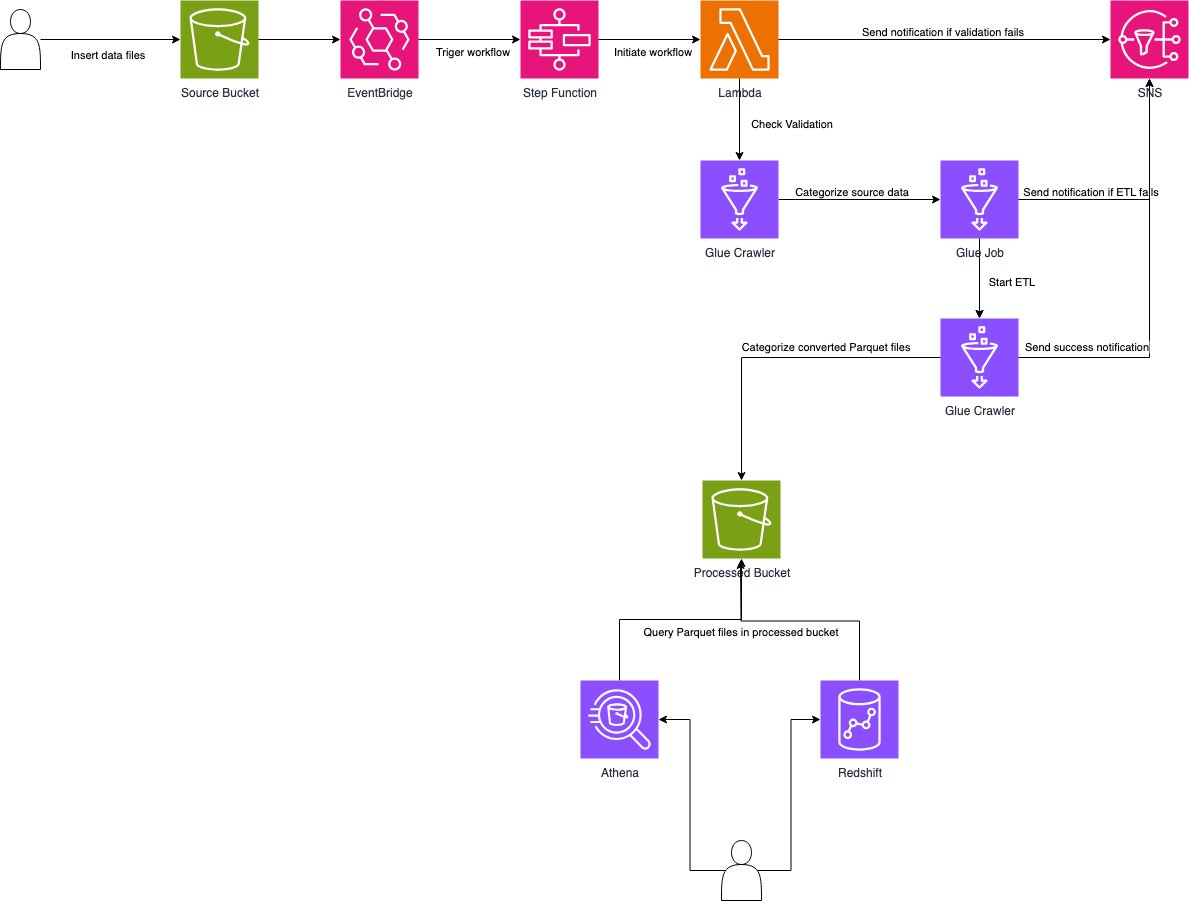 Send notification if validation fails
Insert data files
Triger workflow
Initiate workflow
Source Bucket
EventBridge
Step Function
Lambda
SNS
Check Validation
Categorize source data
Send notification if ETL fails
Glue Crawler
Glue Job
Start ETL
Categorize converted Parquet files
Send success notification
Glue Crawler
Processed Bucket
Query Parquet files in processed bucket
Athena
Redshift